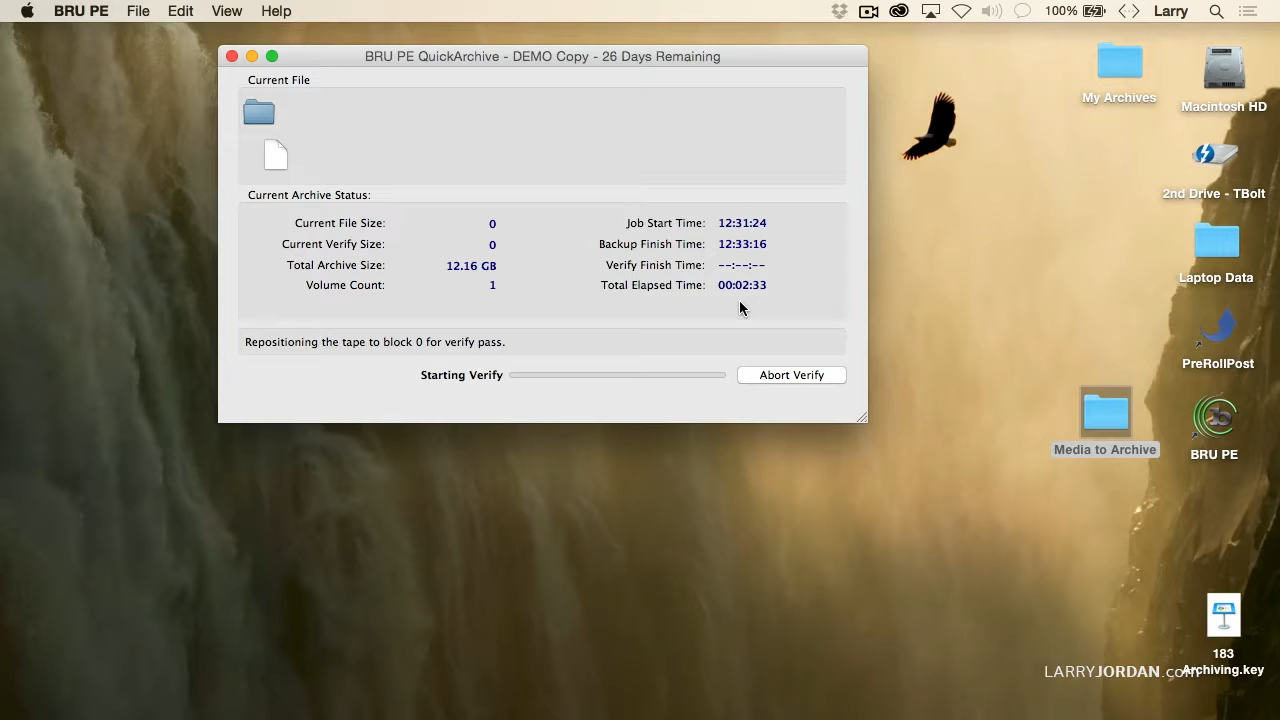 BRU PE File Edit View Help 100% Larry
BRU PE QuickArchive - DEMO Copy - 26 Days Remaining
Current File
Current Archive Status:
Current File Size: 0
Current Verify Size: 0
Total Archive Size: 12.16 GB
Volume Count: 1
Job Start Time: 12:31:24
Backup Finish Time: 12:33:16
Verify Finish Time: --:--:--
Total Elapsed Time: 00:02:33
Repositioning the tape to block 0 for verify pass.
Starting Verify Abort Verify
My Archives
Macintosh HD
2nd Drive - TBolt
Laptop Data
PreRollPost
Media to Archive
BRU PE
183
Archiving.key
LARRYJORDAN.com